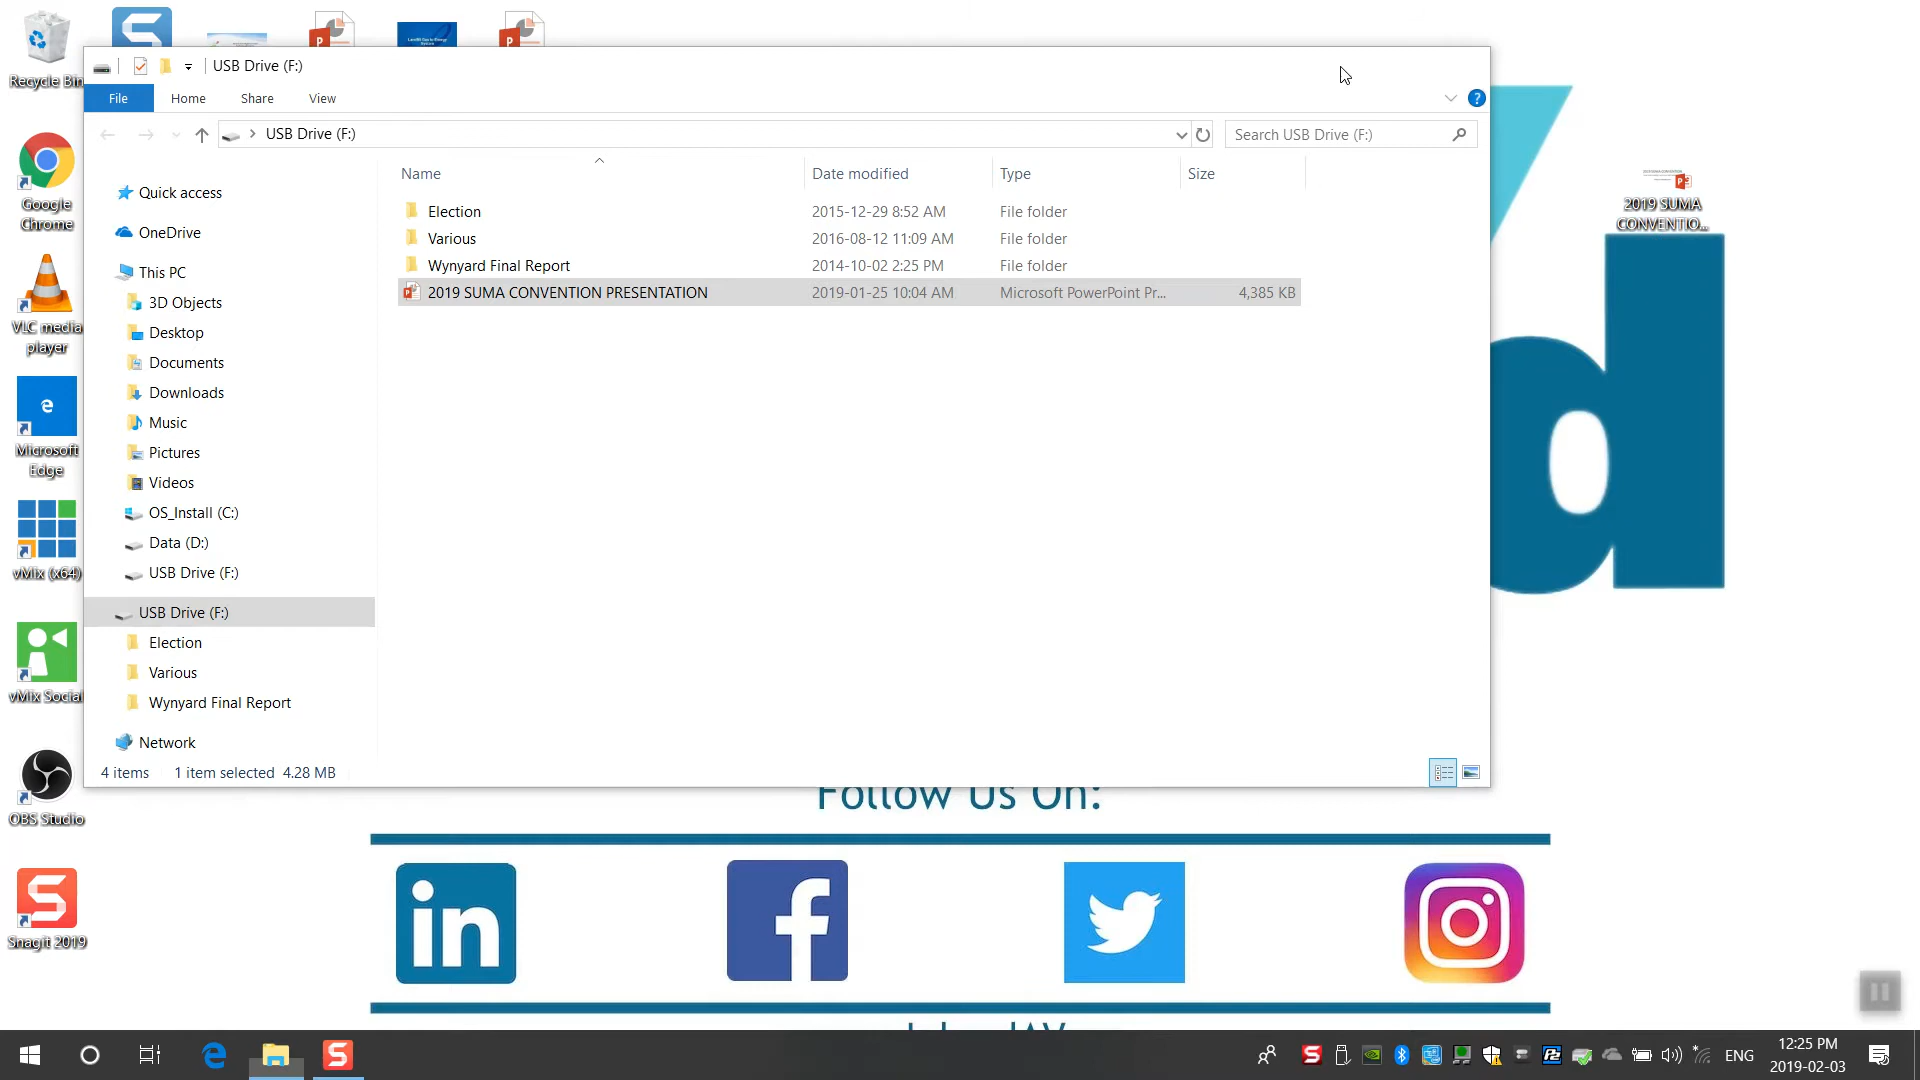 Recycle Bin
USB Drive (F:)
File
Home
Share
View
USB Drive (F:)
Search USB Drive (F:)
Name
Date modified
Type
Size
Quick access
OneDrive
This PC
3D Objects
Desktop
Documents
Downloads
Music
Pictures
Videos
OS_Install (C:)
Data (D:)
USB Drive (F:)
USB Drive (F:)
Election
Various
Wynyard Final Report
Network
Election 2015-12-29 8:52 AM File folder
Various 2016-08-12 11:09 AM File folder
Wynyard Final Report 2014-10-02 2:25 PM File folder
2019 SUMA CONVENTION PRESENTATION 2019-01-25 10:04 AM Microsoft PowerPoint Pr... 4,385 KB
4 items 1 item selected 4.28 MB
Google
Chrome
VLC media
player
Microsoft
Edge
vMix (x64)
vMix Social
OBS Studio
Snagit 2019
2019 SUMA
CONVENTIO...
d
Follow Us On:
in
f
ENG
12:25 PM
2019-02-03